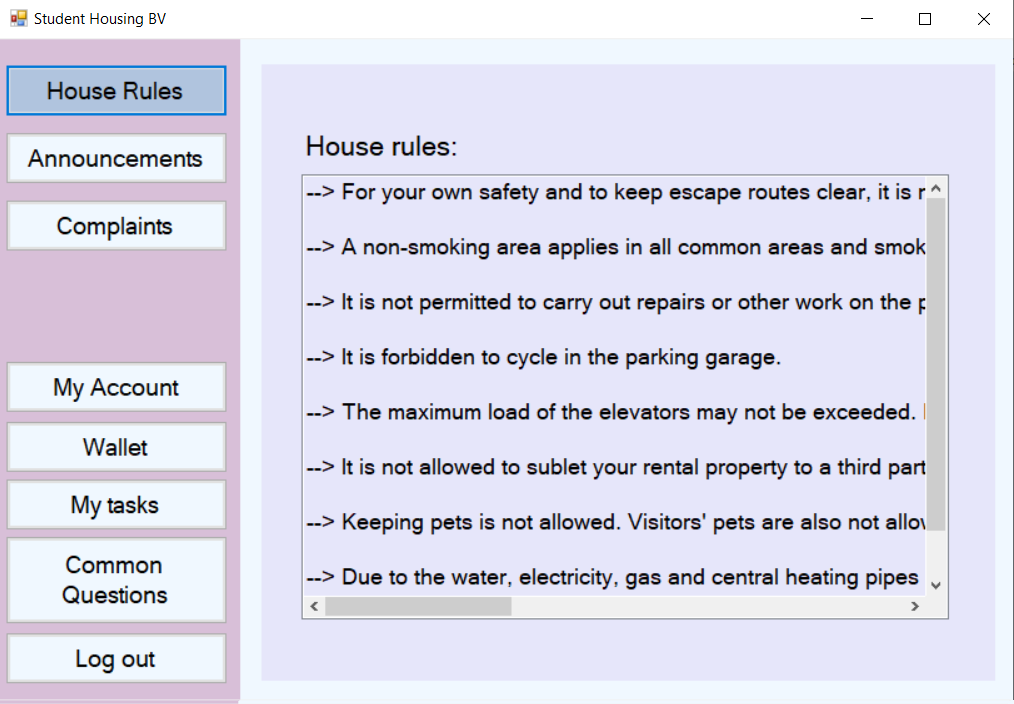 Student Housing BV
House Rules
Announcements
Complaints
My Account
Wallet
My tasks
Common
Questions
Log out
House rules:
--> For your own safety and to keep escape routes clear, it is
--> A non-smoking area applies in all common areas and smok
--> It is not permitted to carry out repairs or other work on the
--> It is forbidden to cycle in the parking garage.
--> The maximum load of the elevators may not be exceeded.
--> It is not allowed to sublet your rental property to a third part
--> Keeping pets is not allowed. Visitors' pets are also not
--> Due to the water, electricity, gas and central heating pipes